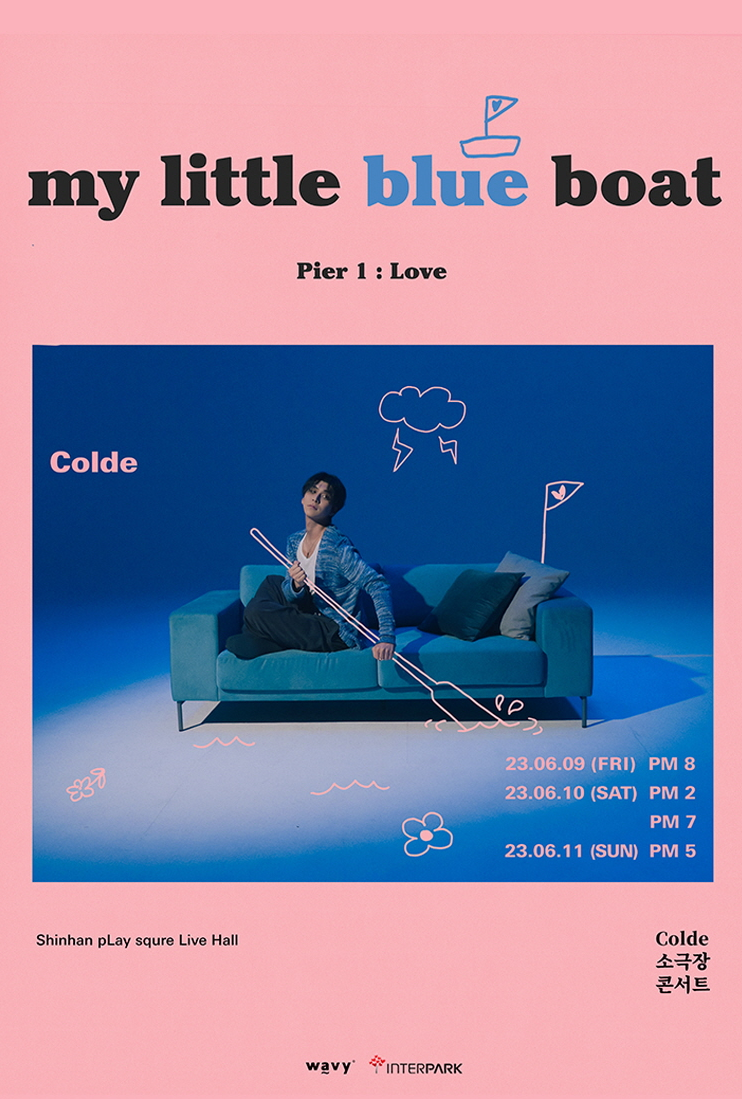 my little blue boat
Pier 1 : Love
Colde
23.06.09 (FRI) PM 8
23.06.10 (SAT) PM 2
PM 7
23.06.11 (SUN) PM 5
Shinhan pLay squre Live Hall
Colde
소극장
콘서트
wavy
INTERPARK